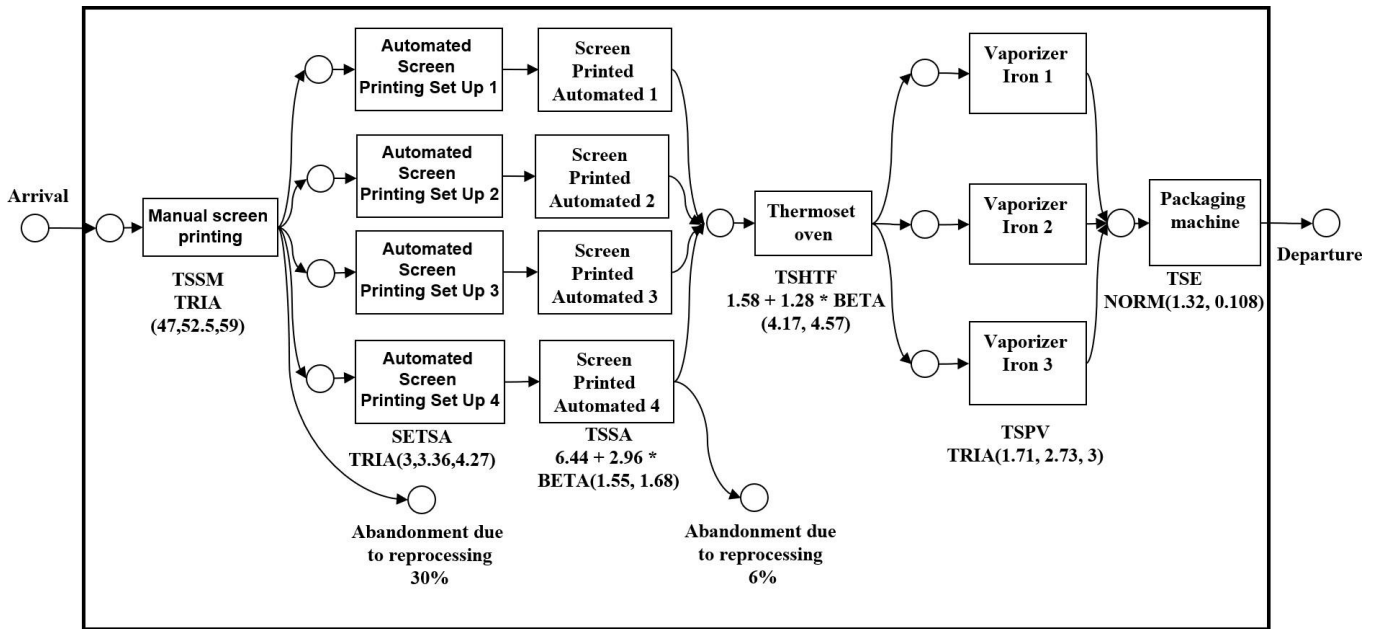 Arrival
Manual screen
printing
TSSM
TRIA
(47,52.5,59)
Automated
Screen
Printing Set Up 1
Screen
Printed
Automated 1
Automated
Screen
Printing Set Up 2
Screen
Printed
Automated 2
Automated
Screen
Printing Set Up 3
Screen
Printed
Automated 3
Automated
Screen
Printing Set Up 4
Screen
Printed
Automated 4
SETSA
TRIA(3,3.36,4.27)
TSSA
6.44 + 2.96 *
BETA(1.55, 1.68)
Abandonment due
to reprocessing
30%
Abandonment due
to reprocessing
6%
Thermoset
oven
TSHTF
1.58 + 1.28 * BETA
(4.17, 4.57)
Vaporizer
Iron 1
Vaporizer
Iron 2
Vaporizer
Iron 3
TSPV
TRIA(1.71, 2.73, 3)
Packaging
machine
TSE
NORM(1.32, 0.108)
Departure